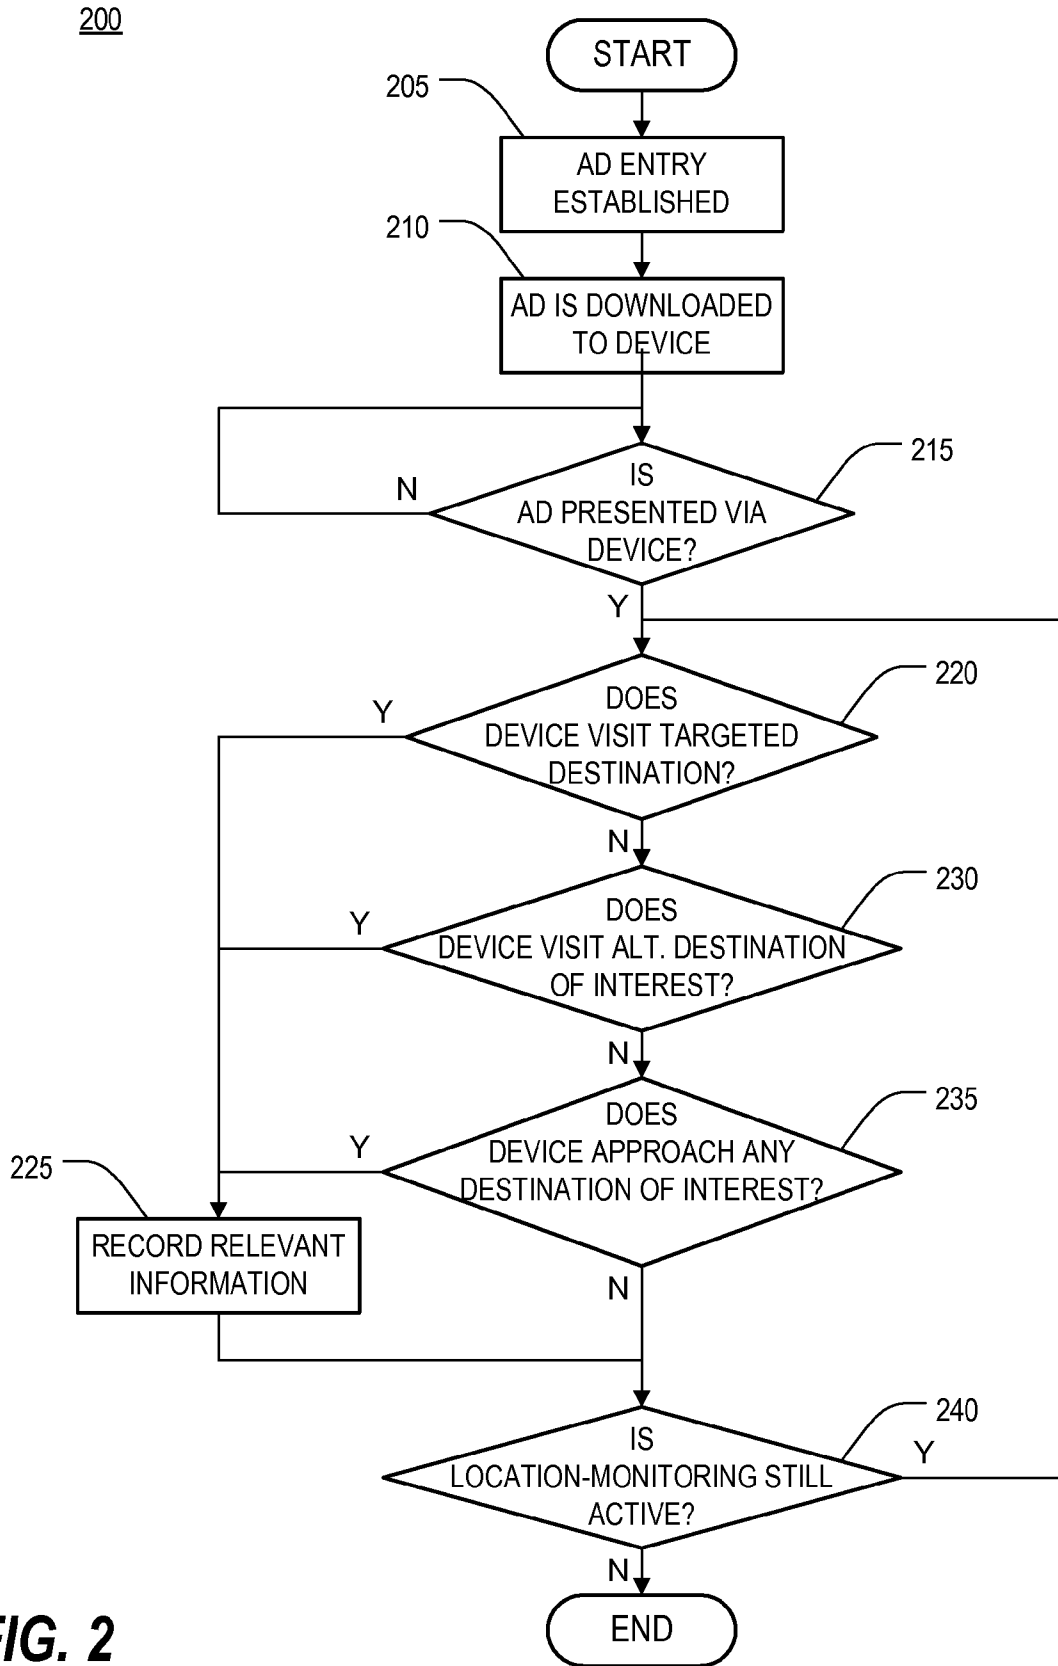 200
START
205
AD ENTRY
ESTABLISHED
210
AD IS DOWNLOADED
TO DEVICE
215
IS
AD PRESENTED VIA
DEVICE?
N
Y
220
DOES
DEVICE VISIT TARGETED
DESTINATION?
Y
N
230
DOES
DEVICE VISIT ALT. DESTINATION
OF INTEREST?
Y
N
235
DOES
DEVICE APPROACH ANY
DESTINATION OF INTEREST?
Y
225
RECORD RELEVANT
INFORMATION
N
240
IS
LOCATION-MONITORING STILL
ACTIVE?
Y
N
END
FIG. 2